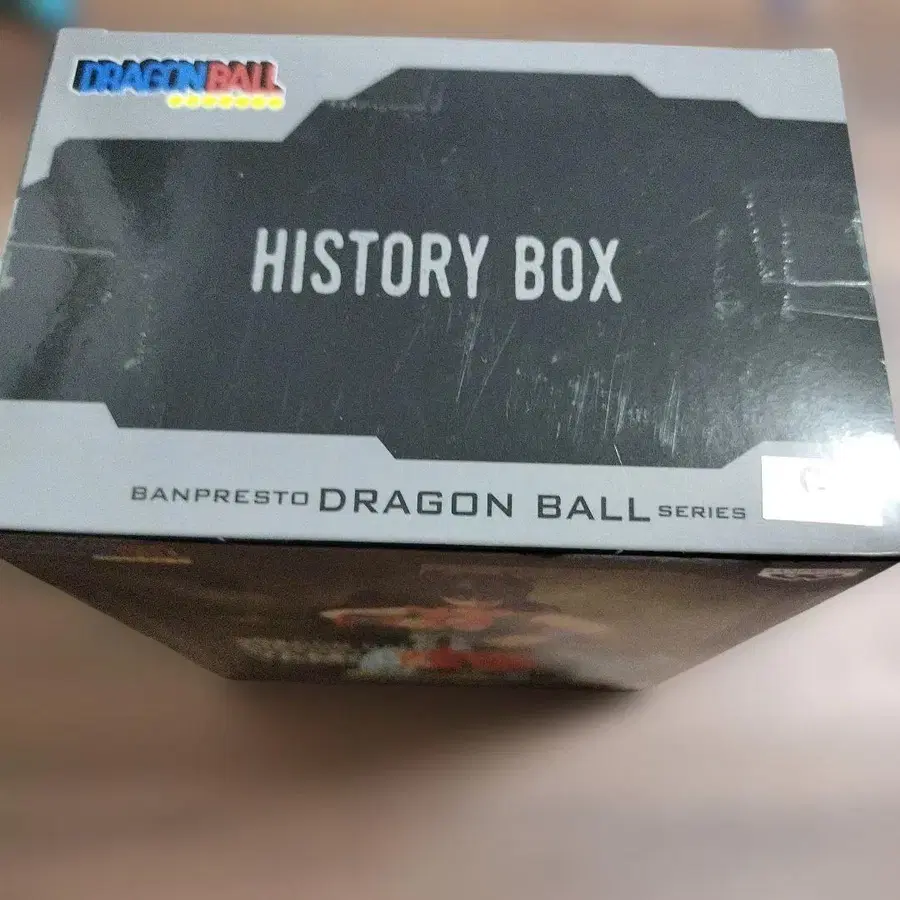 DRAGON BALL
HISTORY BOX
BANPRESTO DRAGON BALL SERIES